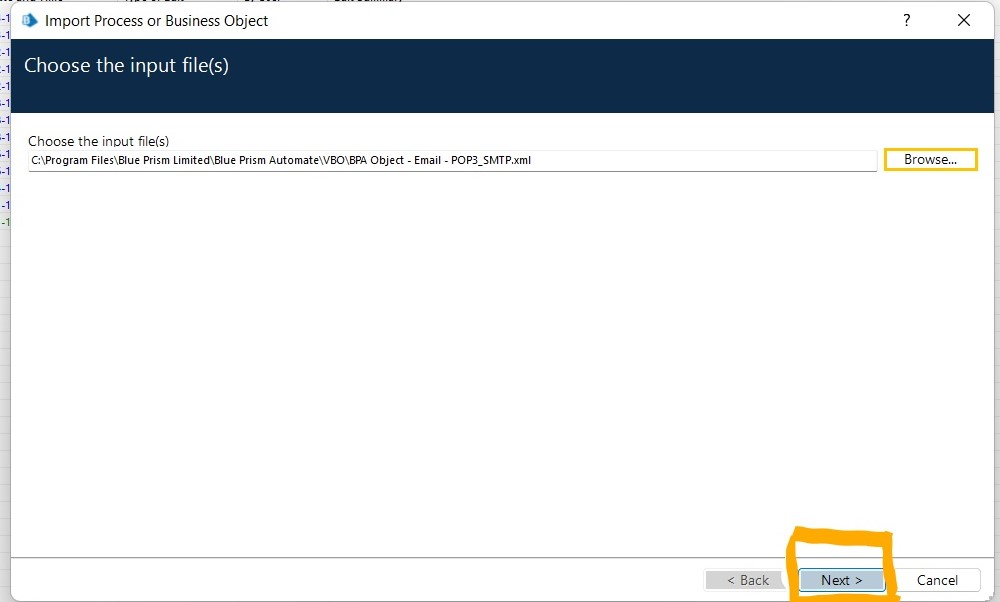 Import Process or Business Object
?
Choose the input file(s)
Choose the input file(s)
C:\Program Files\Blue Prism Limited\Blue Prism Automate\VBO\BPA Object - Email - POP3_SMTP.xml
Browse...
< Back
Next >
Cancel